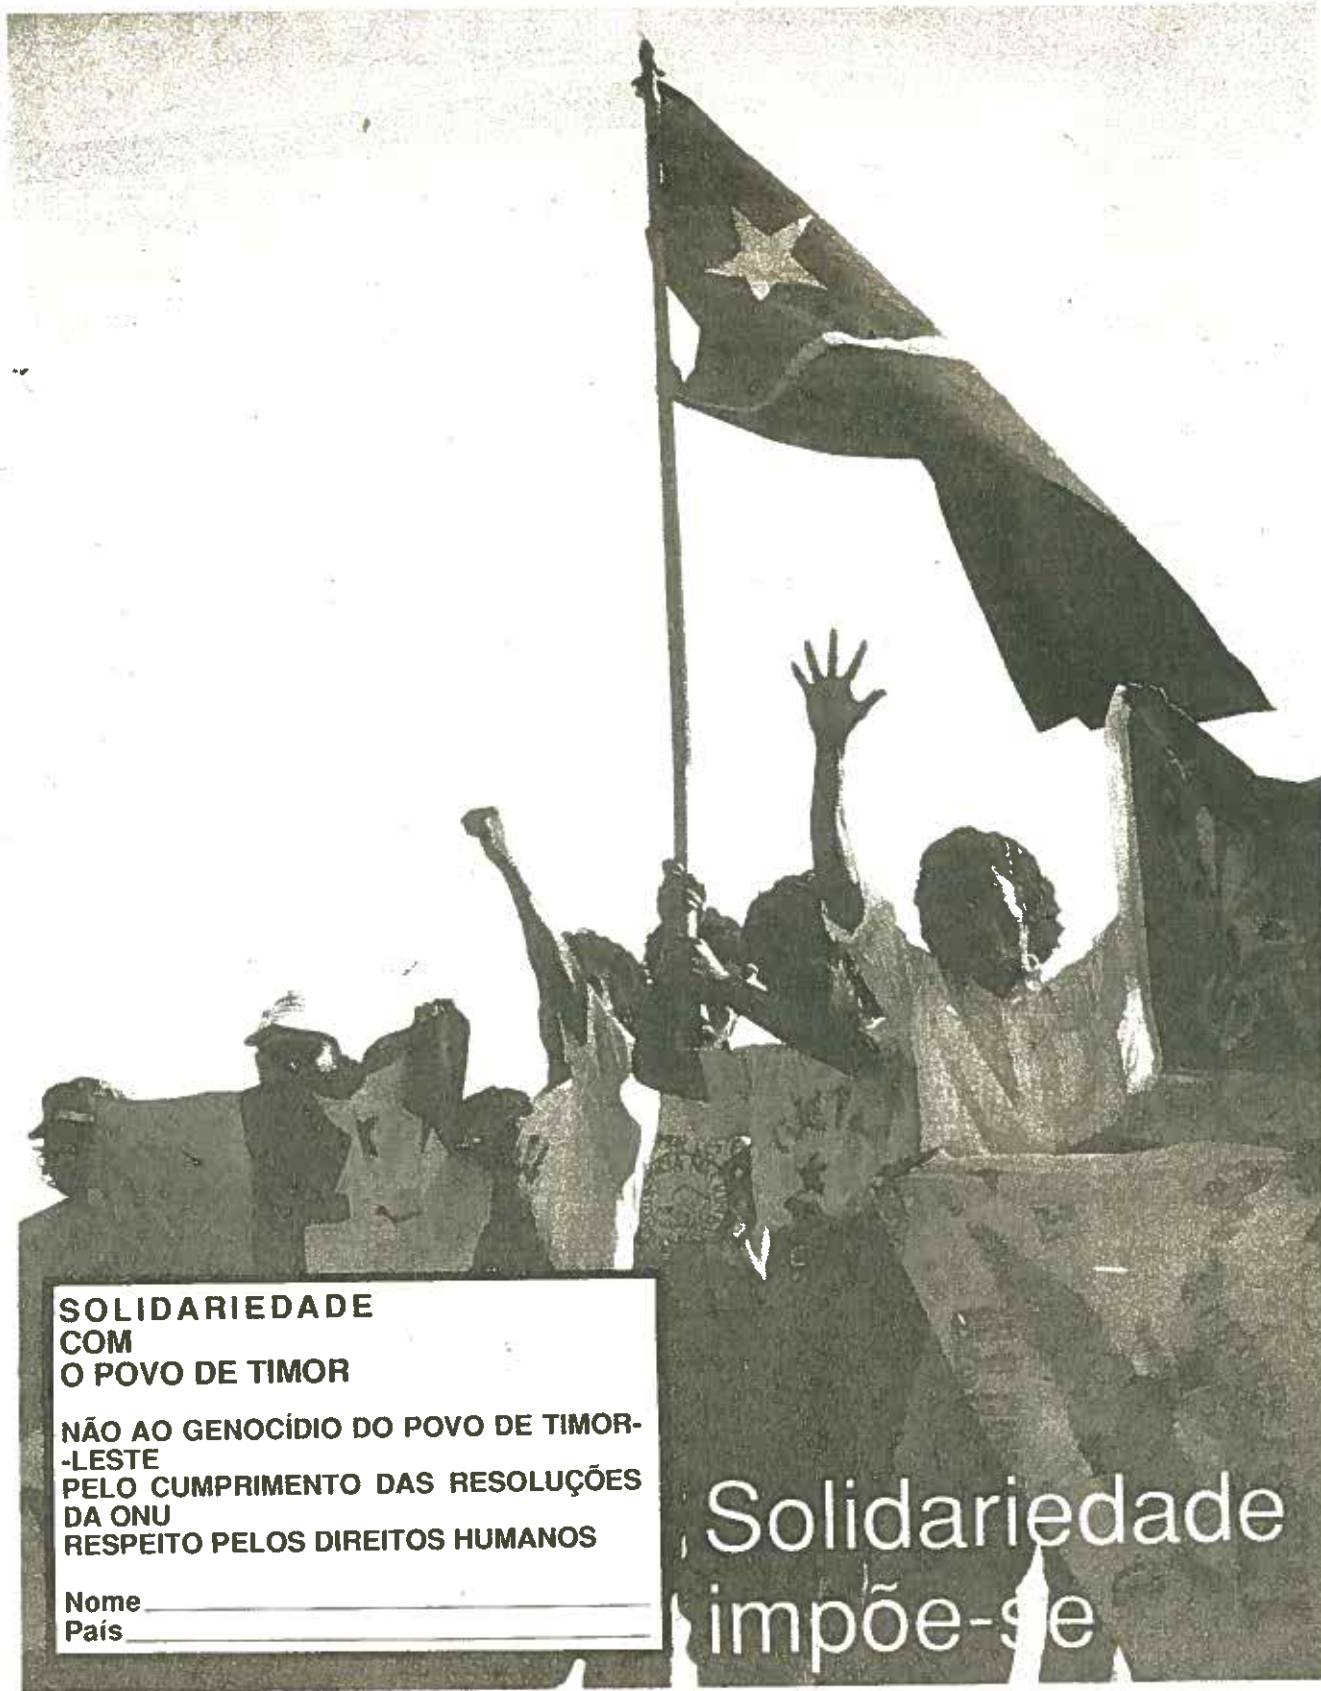 SOLIDARIEDADE
COM
O POVO DE TIMOR
NÃO AO GENOCÍDIO DO POVO DE TIMOR-
-LESTE
PELO CUMPRIMENTO DAS RESOLUÇÕES
DA ONU
RESPEITO PELOS DIREITOS HUMANOS
Nome
País
Solidariedade
impõe-se